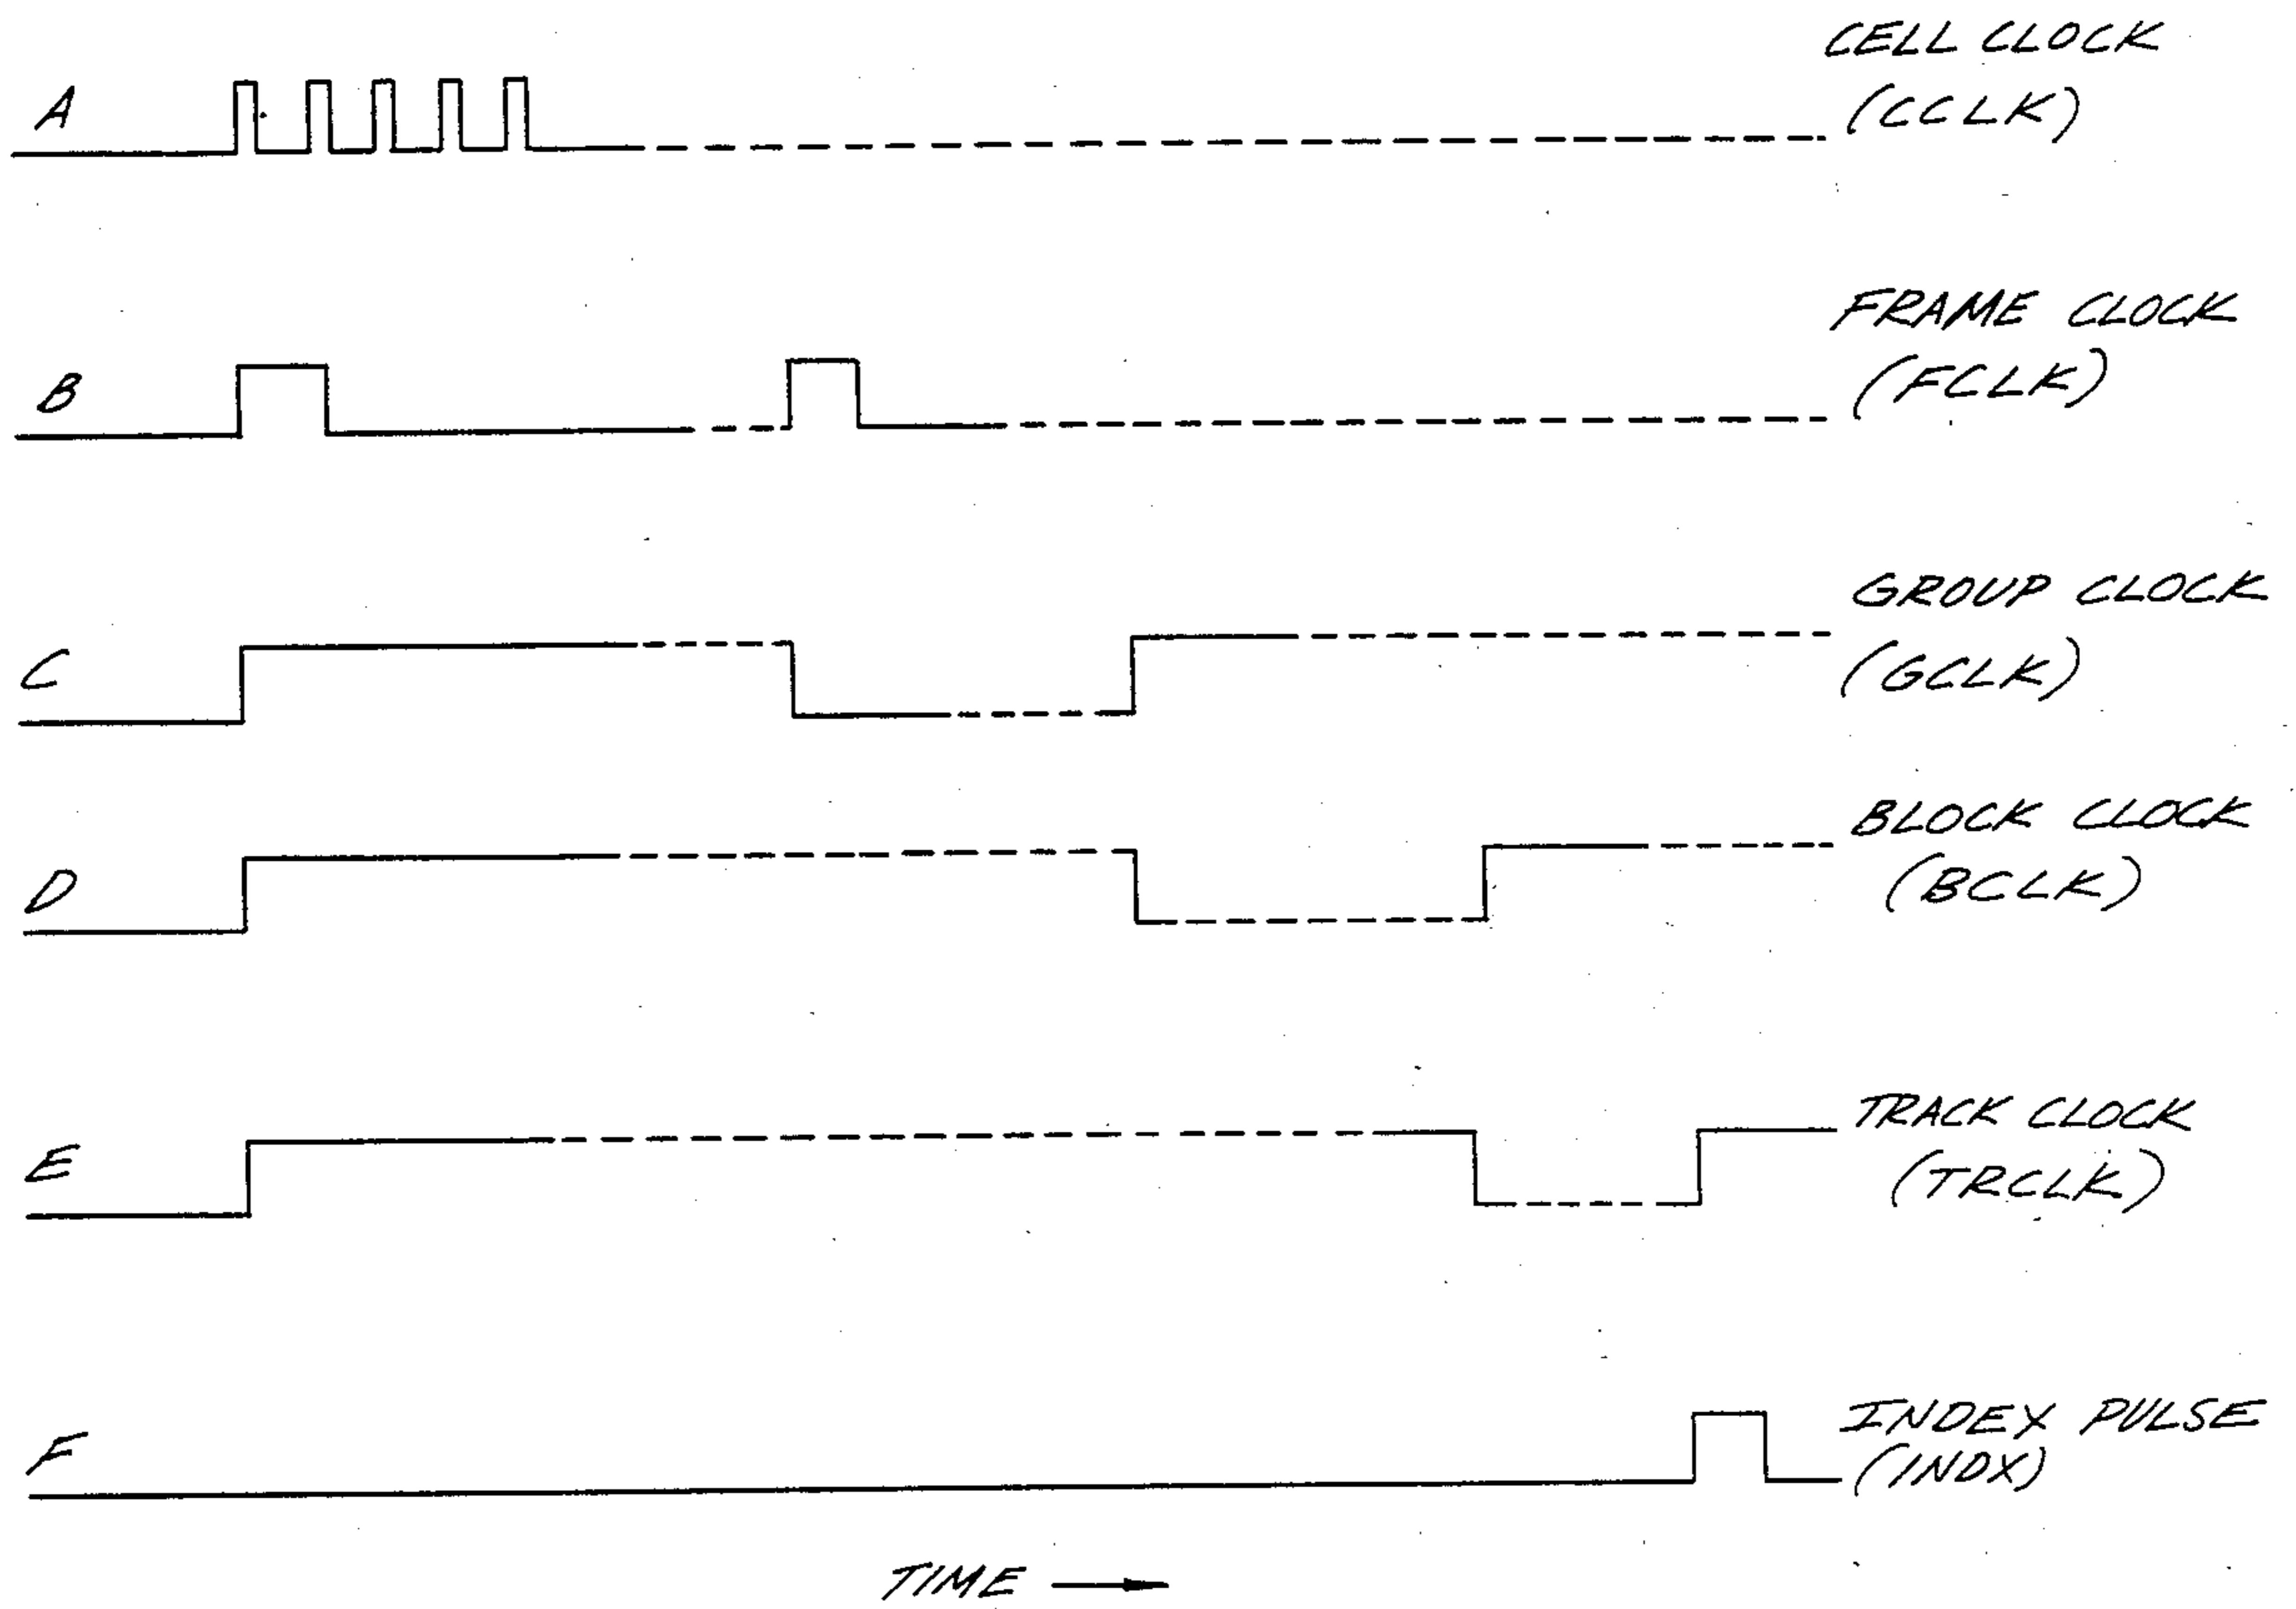 CELL CLOCK
A
(CCLK)
FRAME CLOCK
B
(FCLK)
GROUP CLOCK
C
(GCLK)
BLOCK CLOCK
D
(BCLK)
TRACK CLOCK
E
(TRCLK)
INDEX PULSE
F
(INDX)
TIME